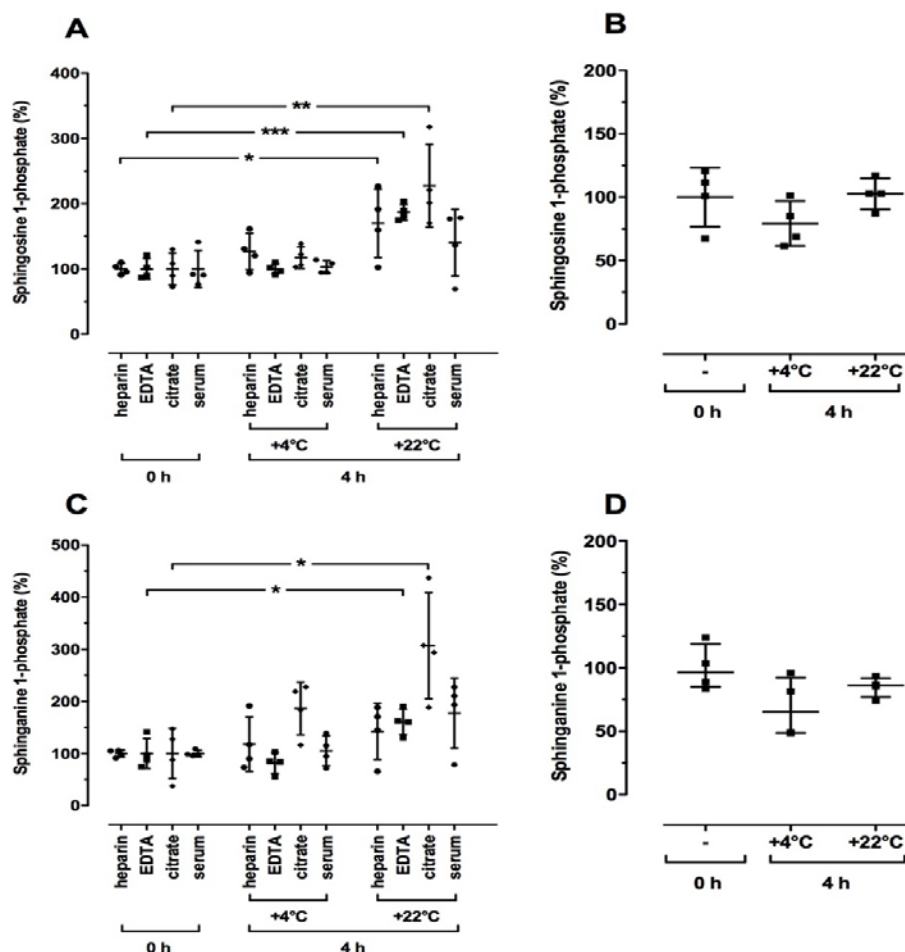 A
Sphingosine 1-phosphate (%)
400
300
200
100
0
**
***
*
heparin
EDTA
citrate
serum
heparin
EDTA
citrate
serum
heparin
EDTA
citrate
serum
+4°C
+22°C
0 h
4 h
B
Sphingosine 1-phosphate (%)
200
150
100
50
0
-
+4°C
+22°C
0 h
4 h
C
Sphinganine 1-phosphate (%)
500
400
300
200
100
0
*
*
heparin
EDTA
citrate
serum
heparin
EDTA
citrate
serum
heparin
EDTA
citrate
serum
+4°C
+22°C
0 h
4 h
D
Sphinganine 1-phosphate (%)
200
150
100
50
0
-
+4°C
+22°C
0 h
4 h